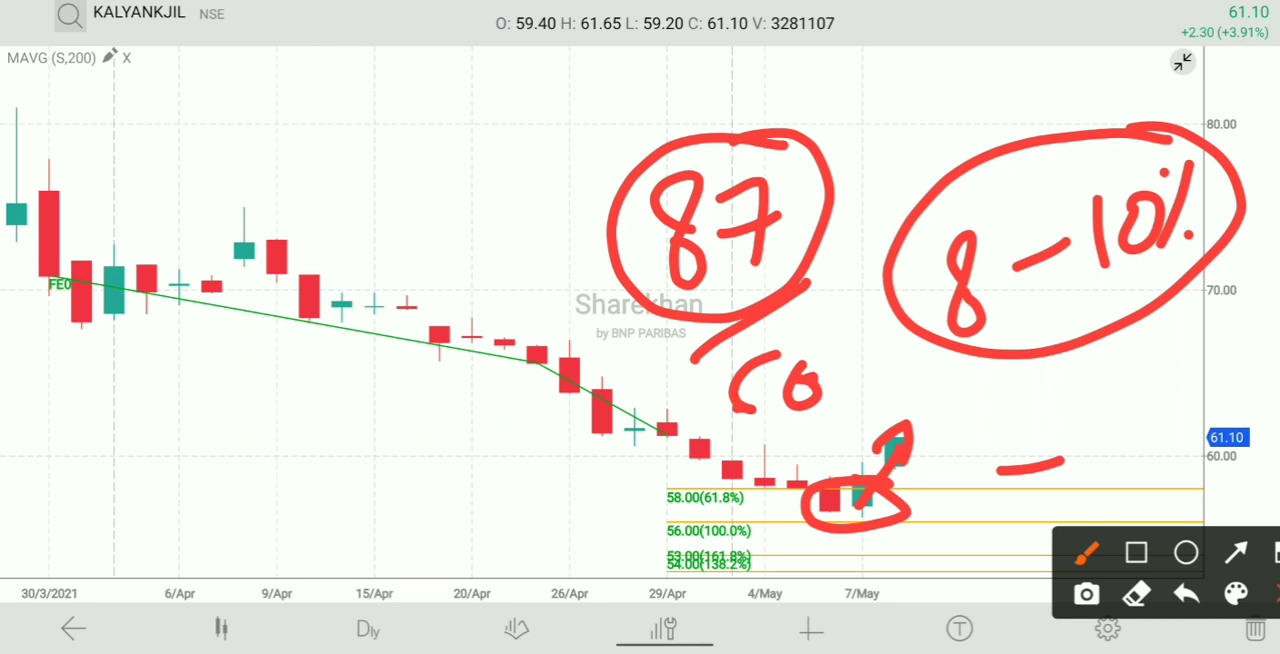 KALYANKJIL NSE
O: 59.40 H: 61.65 L: 59.20 C: 61.10 V: 3281107
61.10
+2.30 (+3.91%)
MAVG (S,200) X
80.00
87
8 - 10%
FE0
70.00
Sharekhan
by BNP PARIBAS
61.10
60.00
58.00(61.8%)
56.00(100.0%)
53.00(161.8%)
54.00(138.2%)
30/3/2021 6/Apr 9/Apr 15/Apr 20/Apr 26/Apr 29/Apr 4/May 7/May
Dly
T